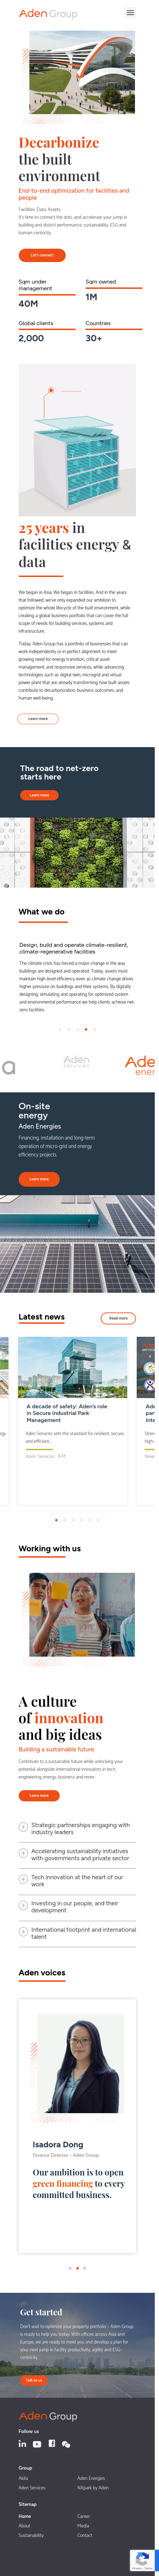 Aden Group
Decarbonize
the built
environment
End-to-end optimization for facilities and
people
Facilities. Data. Assets.
It's time to connect the dots, and accelerate your jump in
building and district performance, sustainability, ESG and
human-centricity.
Let's connect
Sqm under
management
40M
Sqm owned
1M
Global clients
2,000
Countries
30+
25 years in
facilities energy &
data
We began in Asia. We began in facilities. And in the years
that followed, we've only expanded our ambition: to
optimize the whole lifecycle of the built environment, while
creating a global business portfolio that can cover the full
scope of needs for building services, systems and
infrastructure.
Today, Aden Group has a portfolio of businesses that can
work independently or in perfect alignment to meet
growing need for energy transition, critical asset
management, and responsive services, while advancing
technologies such as digital twin, microgrid and virtual
power plant that are already transforming how built assets
contribute to decarbonization, business outcomes, and
human well-being.
Learn more
The road to net-zero
starts here
Learn more
What we do
Design, build and operate climate-resilient,
climate-regenerative facilities
The climate crisis has forced a major change in the way
buildings are designed and operated. Today, assets must
maintain high levels of efficiency even as climate change drives
higher pressure on buildings and their systems. By digitally
designing, simulating and operating for optimized system
and environmental performance we help clients achieve net-
zero facilities.
a
Aden
services
Aden
energies
On-site
energy
Aden Energies
Financing, installation and long-term
operation of micro-grid and energy
efficiency projects.
Learn more
Latest news
Read more
A decade of safety: Aden's role
in Secure Industrial Park
Management
Aden Services sets the standard for resilient, secure,
and efficient...
Aden Services IFM
Working with us
A culture
of innovation
and big ideas
Building a sustainable future
Contribute to a sustainable future while unlocking your
potential alongside international innovators in tech,
engineering, energy, business and more.
Learn more
Strategic partnerships engaging with
industry leaders
Accelerating sustainability initiatives
with governments and private sector
Tech innovation at the heart of our
work
Investing in our people, and their
development
International footprint and international
talent
Aden voices
Isadora Dong
Finance Director – Aden Group
Our ambition is to open
green financing to every
committed business.
Get started
Don't wait to optimize your property portfolio – Aden Group
is ready to help you today. With offices across Asia and
Europe, we are ready to meet you and develop a plan for
your next jump in facility productivity, agility and ESG-
centricity.
Talk to us
Aden Group
Follow us
Group
Akila
Aden Energies
Aden Services
NXpark by Aden
Sitemap
Home
Career
About
Media
Sustainability
Contact